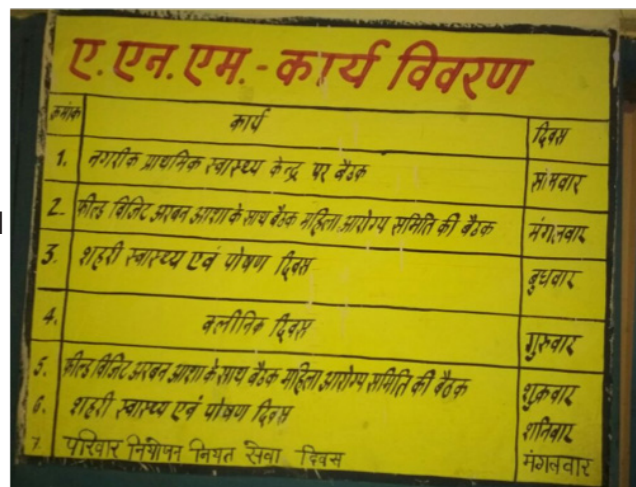 ए.एन.एम.-कार्य विवरण
क्रमांक कार्य दिवस
1. नगरीक प्राथमिक स्वास्थ्य केन्द्र पर बैठक सोमवार
2. फील्ड विजिट अरबन आशा के साथ बैठक महिला आरोग्य समिति की बैठक मंगलवार
3. शहरी स्वास्थ्य एवं पोषण दिवस बुधवार
4. क्लीनिक दिवस गुरुवार
5. फील्ड विजिट अरबन आशा के साथ बैठक महिला आरोग्य समिति की बैठक शुक्रवार
6. शहरी स्वास्थ्य एवं पोषण दिवस शनिवार
7. परिवार नियोजन नियत सेवा दिवस मंगलवार